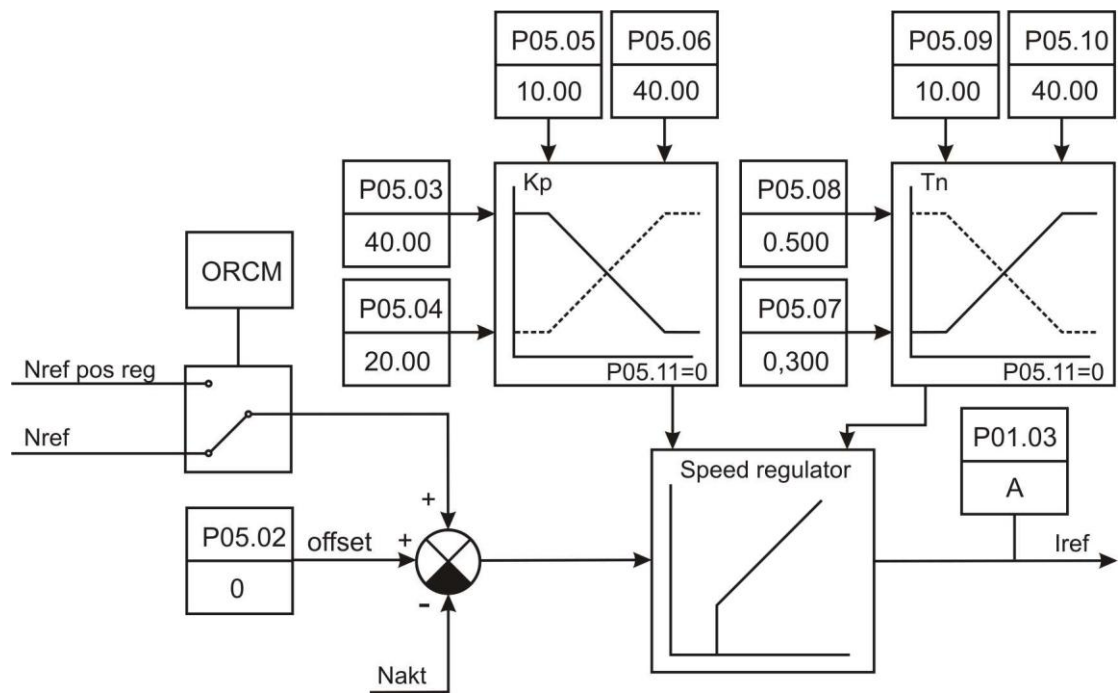 P05.05
P05.06
P05.09
P05.10
10.00
40.00
10.00
40.00
P05.03
40.00
Kp
P05.08
0.500
Tn
ORCM
P05.04
20.00
P05.07
0,300
P05.11=0
P05.11=0
Nref pos reg
Nref
P01.03
A
Speed regulator
+
P05.02
0
offset
+
-
Iref
Nakt